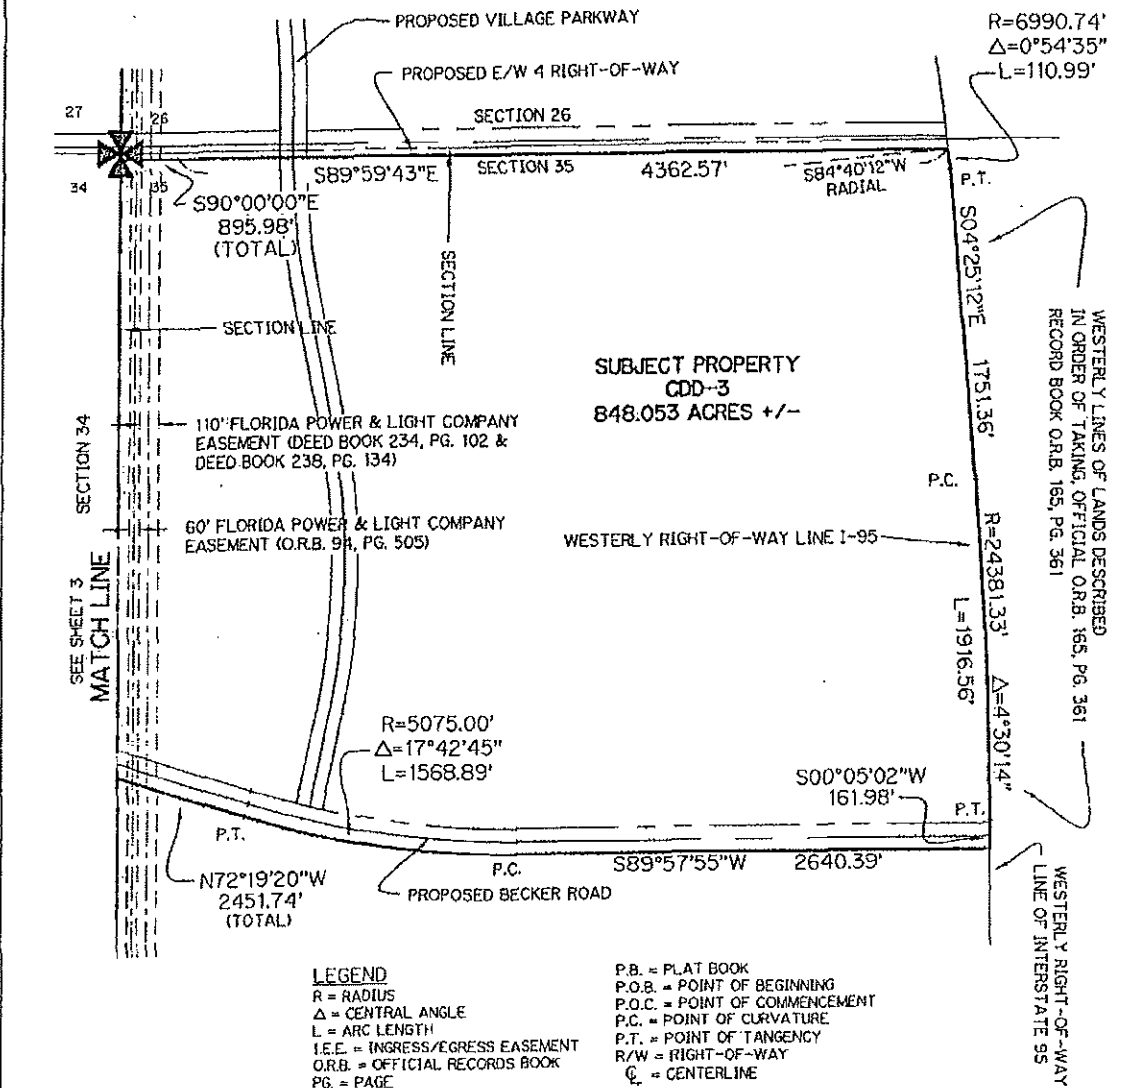 PROPOSED VILLAGE PARKWAY
R=6990.74'
Δ=0°54'35"
L=110.99'
PROPOSED E/W 4 RIGHT-OF-WAY
27
26
SECTION 26
S89°59'43"E
SECTION 35
4362.57'
S84°40'12"W
RADIAL
P.T.
34
35
S90°00'00"E
895.98'
(TOTAL)
SECTION LINE
SECTION LINE
S04°25'12"E 1751.36'
WESTERLY LINES OF LANDS DESCRIBED
IN ORDER OF TAKING, OFFICIAL O.R.B. 165, PG. 361
RECORD BOOK O.R.B. 165, PG. 361
SUBJECT PROPERTY
CDD-3
848.053 ACRES +/-
SECTION 34
110' FLORIDA POWER & LIGHT COMPANY
EASEMENT (DEED BOOK 234, PG. 102 &
DEED BOOK 238, PG. 134)
P.C.
60' FLORIDA POWER & LIGHT COMPANY
EASEMENT (O.R.B. 94, PG. 505)
WESTERLY RIGHT-OF-WAY LINE I-95
R=24381.33' Δ=4°30'14"
L=1916.56'
SEE SHEET 3
MATCH LINE
R=5075.00'
Δ=17°42'45"
L=1568.89'
S00°05'02"W
161.98'
P.T.
P.T.
P.C.
S89°57'55"W 2640.39'
N72°19'20"W
2451.74'
(TOTAL)
PROPOSED BECKER ROAD
WESTERLY RIGHT-OF-WAY
LINE OF INTERSTATE 95
LEGEND
R = RADIUS
Δ = CENTRAL ANGLE
L = ARC LENGTH
I.E.E. = INGRESS/EGRESS EASEMENT
O.R.B. = OFFICIAL RECORDS BOOK
PG. = PAGE
P.B. = PLAT BOOK
P.O.B. = POINT OF BEGINNING
P.O.C. = POINT OF COMMENCEMENT
P.C. = POINT OF CURVATURE
P.T. = POINT OF TANGENCY
R/W = RIGHT-OF-WAY
℄ = CENTERLINE